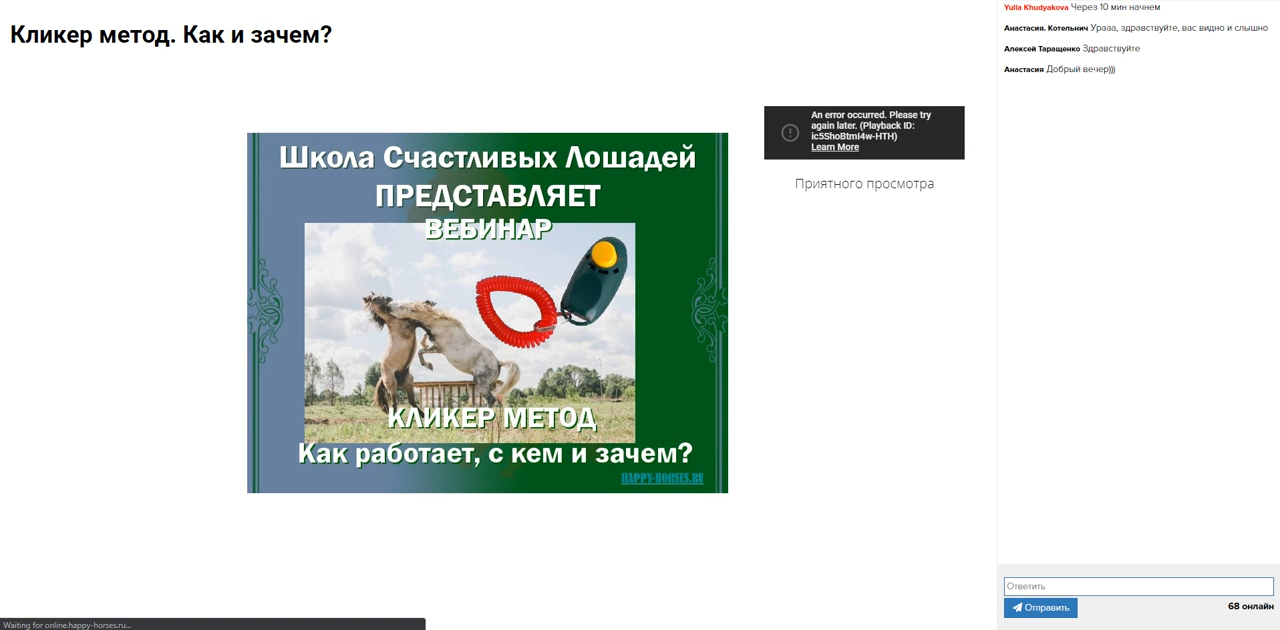 Кликер метод. Как и зачем?
Школа Счастливых Лошадей
ПРЕДСТАВЛЯЕТ
ВЕБИНАР
КЛИКЕР МЕТОД
Как работает, с кем и зачем?
HAPPY-HORSES.RU
An error occurred. Please try
again later. (Playback ID:
ic5ShoBtmI4w-HTH)
Learn More
Приятного просмотра
Yulia Khudyakova Через 10 мин начнем
Анастасия. Котельнич Урааа, здравствуйте, вас видно и слышно
Алексей Таращенко Здравствуйте
Анастасия Добрый вечер)))
Ответить
Отправить
68 онлайн
Waiting for online.happy-horses.ru...